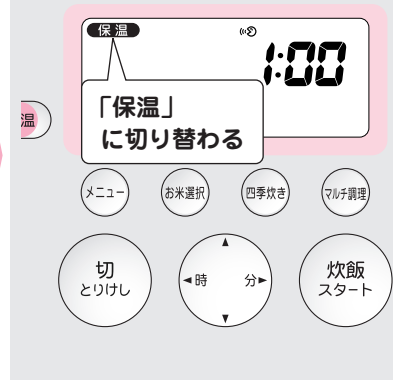 保温
1:00
「保温」
に切り替わる
温
メニュー
お米選択
四季炊き
マルチ調理
切
とりけし
時
分
炊飯
スタート